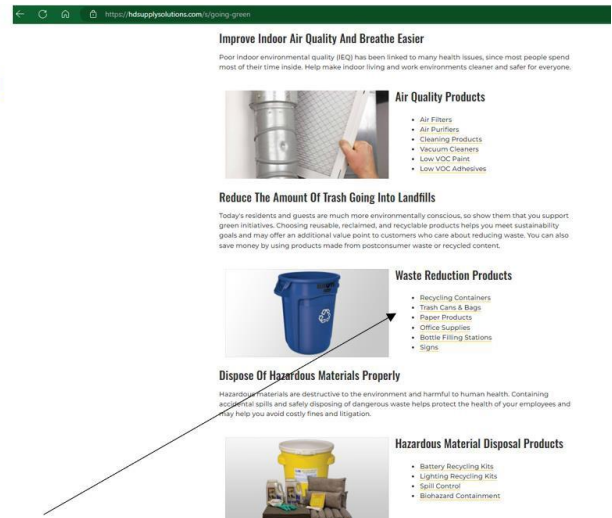 https://hdsupplysolutions.com/s/going-green
Improve Indoor Air Quality And Breathe Easier
Poor indoor environmental quality (IEQ) has been linked to many health issues, since most people spend
most of their time inside. Help make indoor living and work environments cleaner and safer for everyone.
Air Quality Products
• Air Filters
• Air Purifiers
• Cleaning Products
• Vacuum Cleaners
• Low VOC Paint
• Low VOC Adhesives
Reduce The Amount Of Trash Going Into Landfills
Today's residents and guests are much more environmentally conscious, so show them that you support
green initiatives. Choosing reusable, reclaimed, and recyclable products helps you meet sustainability
goals and may offer an additional value point to customers who care about reducing waste. You can also
save money by using products made from postconsumer waste or recycled content.
Waste Reduction Products
• Recycling Containers
• Trash Cans & Bags
• Paper Products
• Office Supplies
• Bottle Filling Stations
• Signs
Dispose Of Hazardous Materials Properly
Hazardous materials are destructive to the environment and harmful to human health. Containing
accidental spills and safely disposing of dangerous waste helps protect the health of your employees and
may help you avoid costly fines and litigation.
Hazardous Material Disposal Products
• Battery Recycling Kits
• Lighting Recycling Kits
• Spill Control
• Biohazard Containment